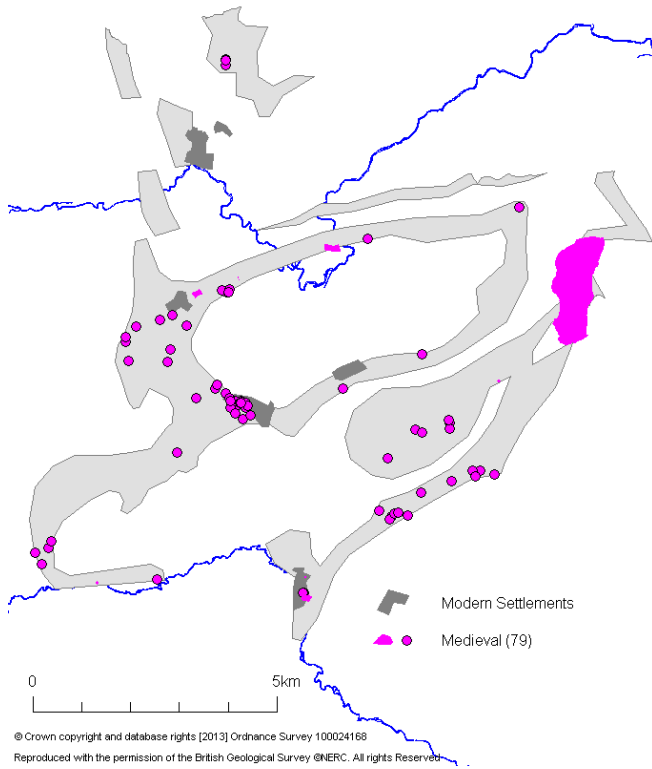 Modern Settlements
Medieval (79)
0 5km
© Crown copyright and database rights [2013] Ordnance Survey 100024168
Reproduced with the permission of the British Geological Survey ©NERC. All rights Reserved